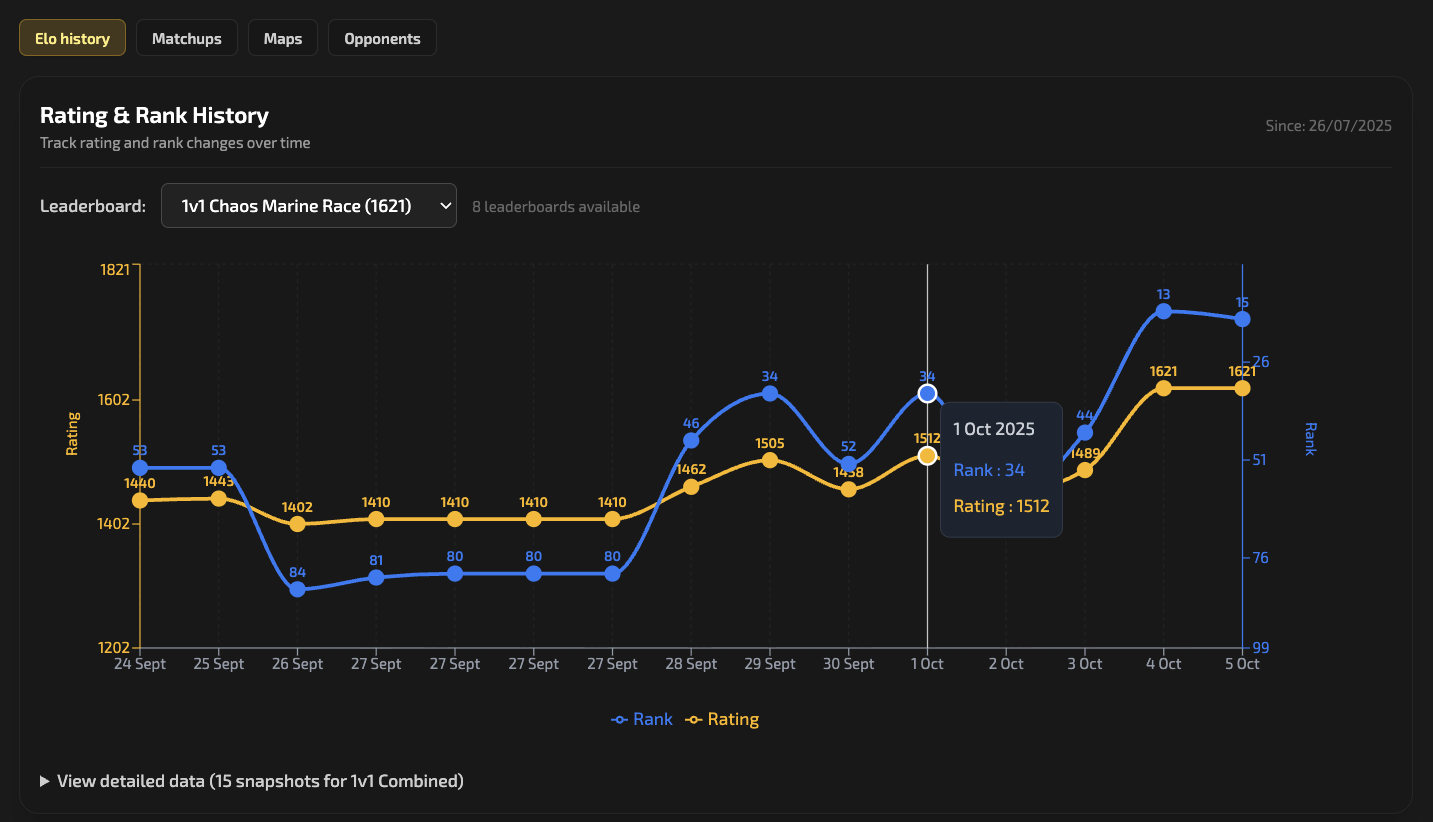 Elo history Matchups Maps Opponents
Rating & Rank History
Track rating and rank changes over time
Since: 26/07/2025
Leaderboard: 1v1 Chaos Marine Race (1621) 8 leaderboards available
1821
1602
1402
1202
Rating
53 53 84 81 80 80 80 46 34 52 34 44 13 15
1440 1443 1402 1410 1410 1410 1410 1462 1505 1512 1489 1621 1621
1 Oct 2025
Rank : 34
Rating : 1512
26
51
76
99
Rank
24 Sept 25 Sept 26 Sept 27 Sept 27 Sept 27 Sept 27 Sept 28 Sept 29 Sept 30 Sept 1 Oct 2 Oct 3 Oct 4 Oct 5 Oct
Rank Rating
View detailed data (15 snapshots for 1v1 Combined)